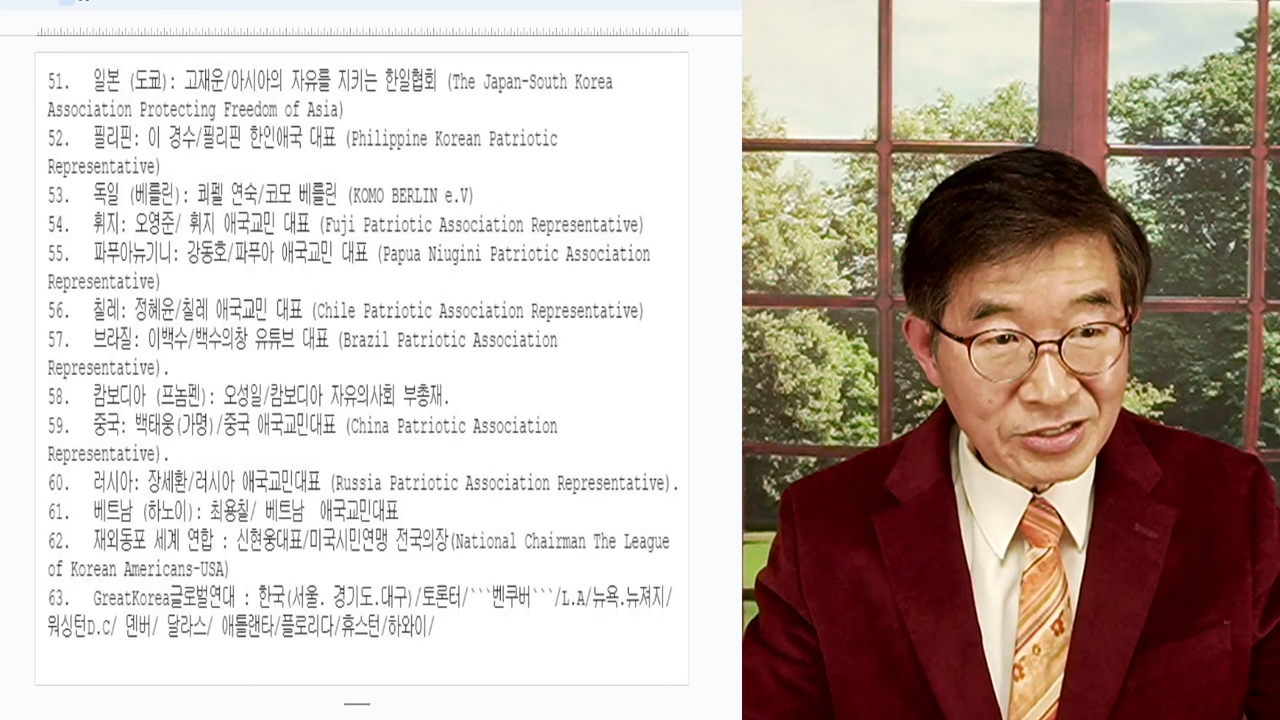 51. 일본 (도쿄): 고재운/아시아의 자유를 지키는 한일협회 (The Japan-South Korea
Association Protecting Freedom of Asia)
52. 필리핀: 이 경수/필리핀 한인애국 대표 (Philippine Korean Patriotic
Representative)
53. 독일 (베를린): 쾨펠 연숙/코모 베를린 (KOMO BERLIN e.V)
54. 휘지: 오영준/ 휘지 애국교민 대표 (Fuji Patriotic Association Representative)
55. 파푸아뉴기니: 강동호/파푸아 애국교민 대표 (Papua Niugini Patriotic Association
Representative)
56. 칠레: 정혜윤/칠레 애국교민 대표 (Chile Patriotic Association Representative)
57. 브라질: 이백수/백수의창 유튜브 대표 (Brazil Patriotic Association
Representative).
58. 캄보디아 (프놈펜): 오성일/캄보디아 자유의사회 부총재.
59. 중국: 백태웅(가명)/중국 애국교민대표 (China Patriotic Association
Representative).
60. 러시아: 장세환/러시아 애국교민대표 (Russia Patriotic Association Representative).
61. 베트남 (하노이): 최용칠/ 베트남 애국교민대표
62. 재외동포 세계 연합 : 신현웅대표/미국시민연맹 전국의장(National Chairman The League
of Korean Americans-USA)
63. GreatKorea글로벌연대 : 한국(서울. 경기도.대구)/토론터/```벤쿠버```/L.A/뉴욕.뉴져지/
워싱턴D.C/ 덴버/ 달라스/ 애틀랜타/플로리다/휴스턴/하와이/